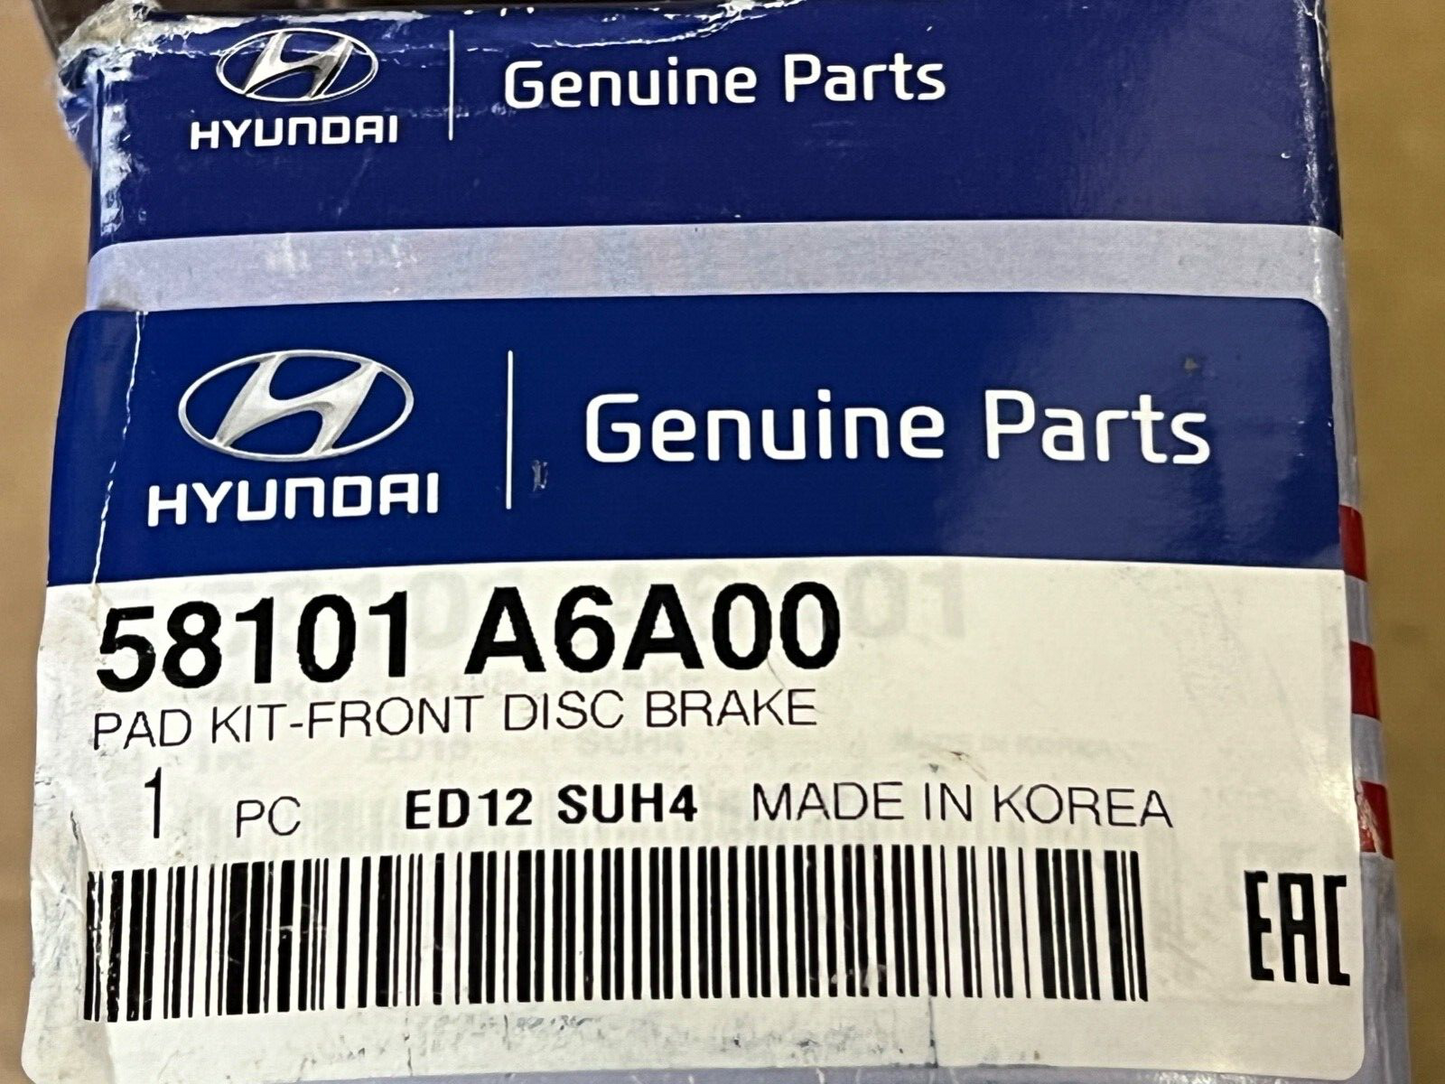 HYUNDAI
Genuine Parts
HYUNDAI
Genuine Parts
58101 A6A00
PAD KIT-FRONT DISC BRAKE
1 PC ED12 SUH4 MADE IN KOREA
EAC